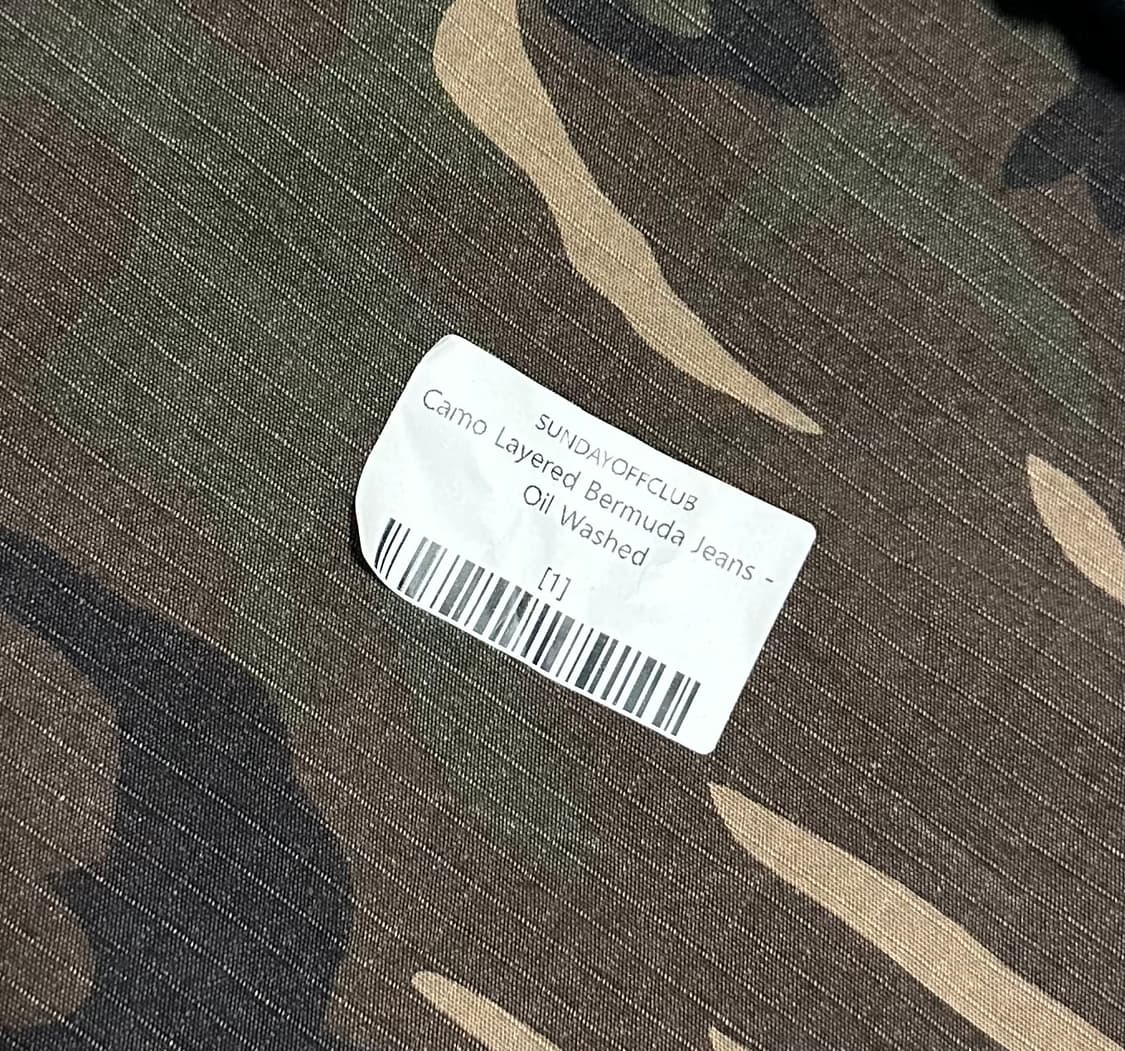 SUNDAYOFFCLUB
Camo Layered Bermuda Jeans -
Oil Washed
[1]